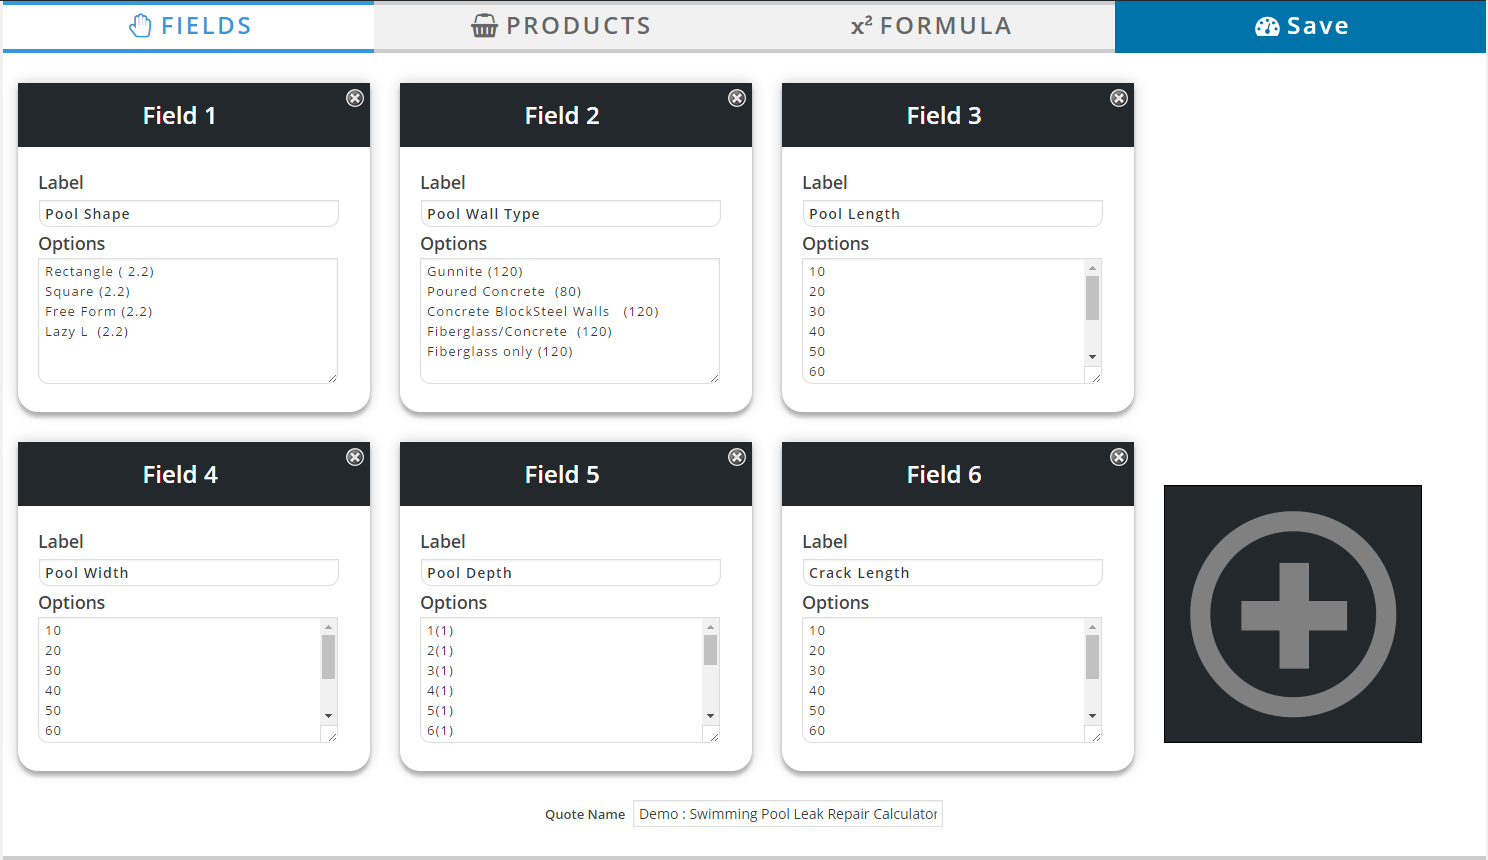 FIELDS
PRODUCTS
x² FORMULA
Save
Field 1
Label
Pool Shape
Options
Rectangle ( 2.2)
Square (2.2)
Free Form (2.2)
Lazy L  (2.2)
Field 2
Label
Pool Wall Type
Options
Gunnite (120)
Poured Concrete  (80)
Concrete BlockSteel Walls   (120)
Fiberglass/Concrete  (120)
Fiberglass only (120)
Field 3
Label
Pool Length
Options
10
20
30
40
50
60
Field 4
Label
Pool Width
Options
10
20
30
40
50
60
Field 5
Label
Pool Depth
Options
1(1)
2(1)
3(1)
4(1)
5(1)
6(1)
Field 6
Label
Crack Length
Options
10
20
30
40
50
60
Quote Name Demo : Swimming Pool Leak Repair Calculator